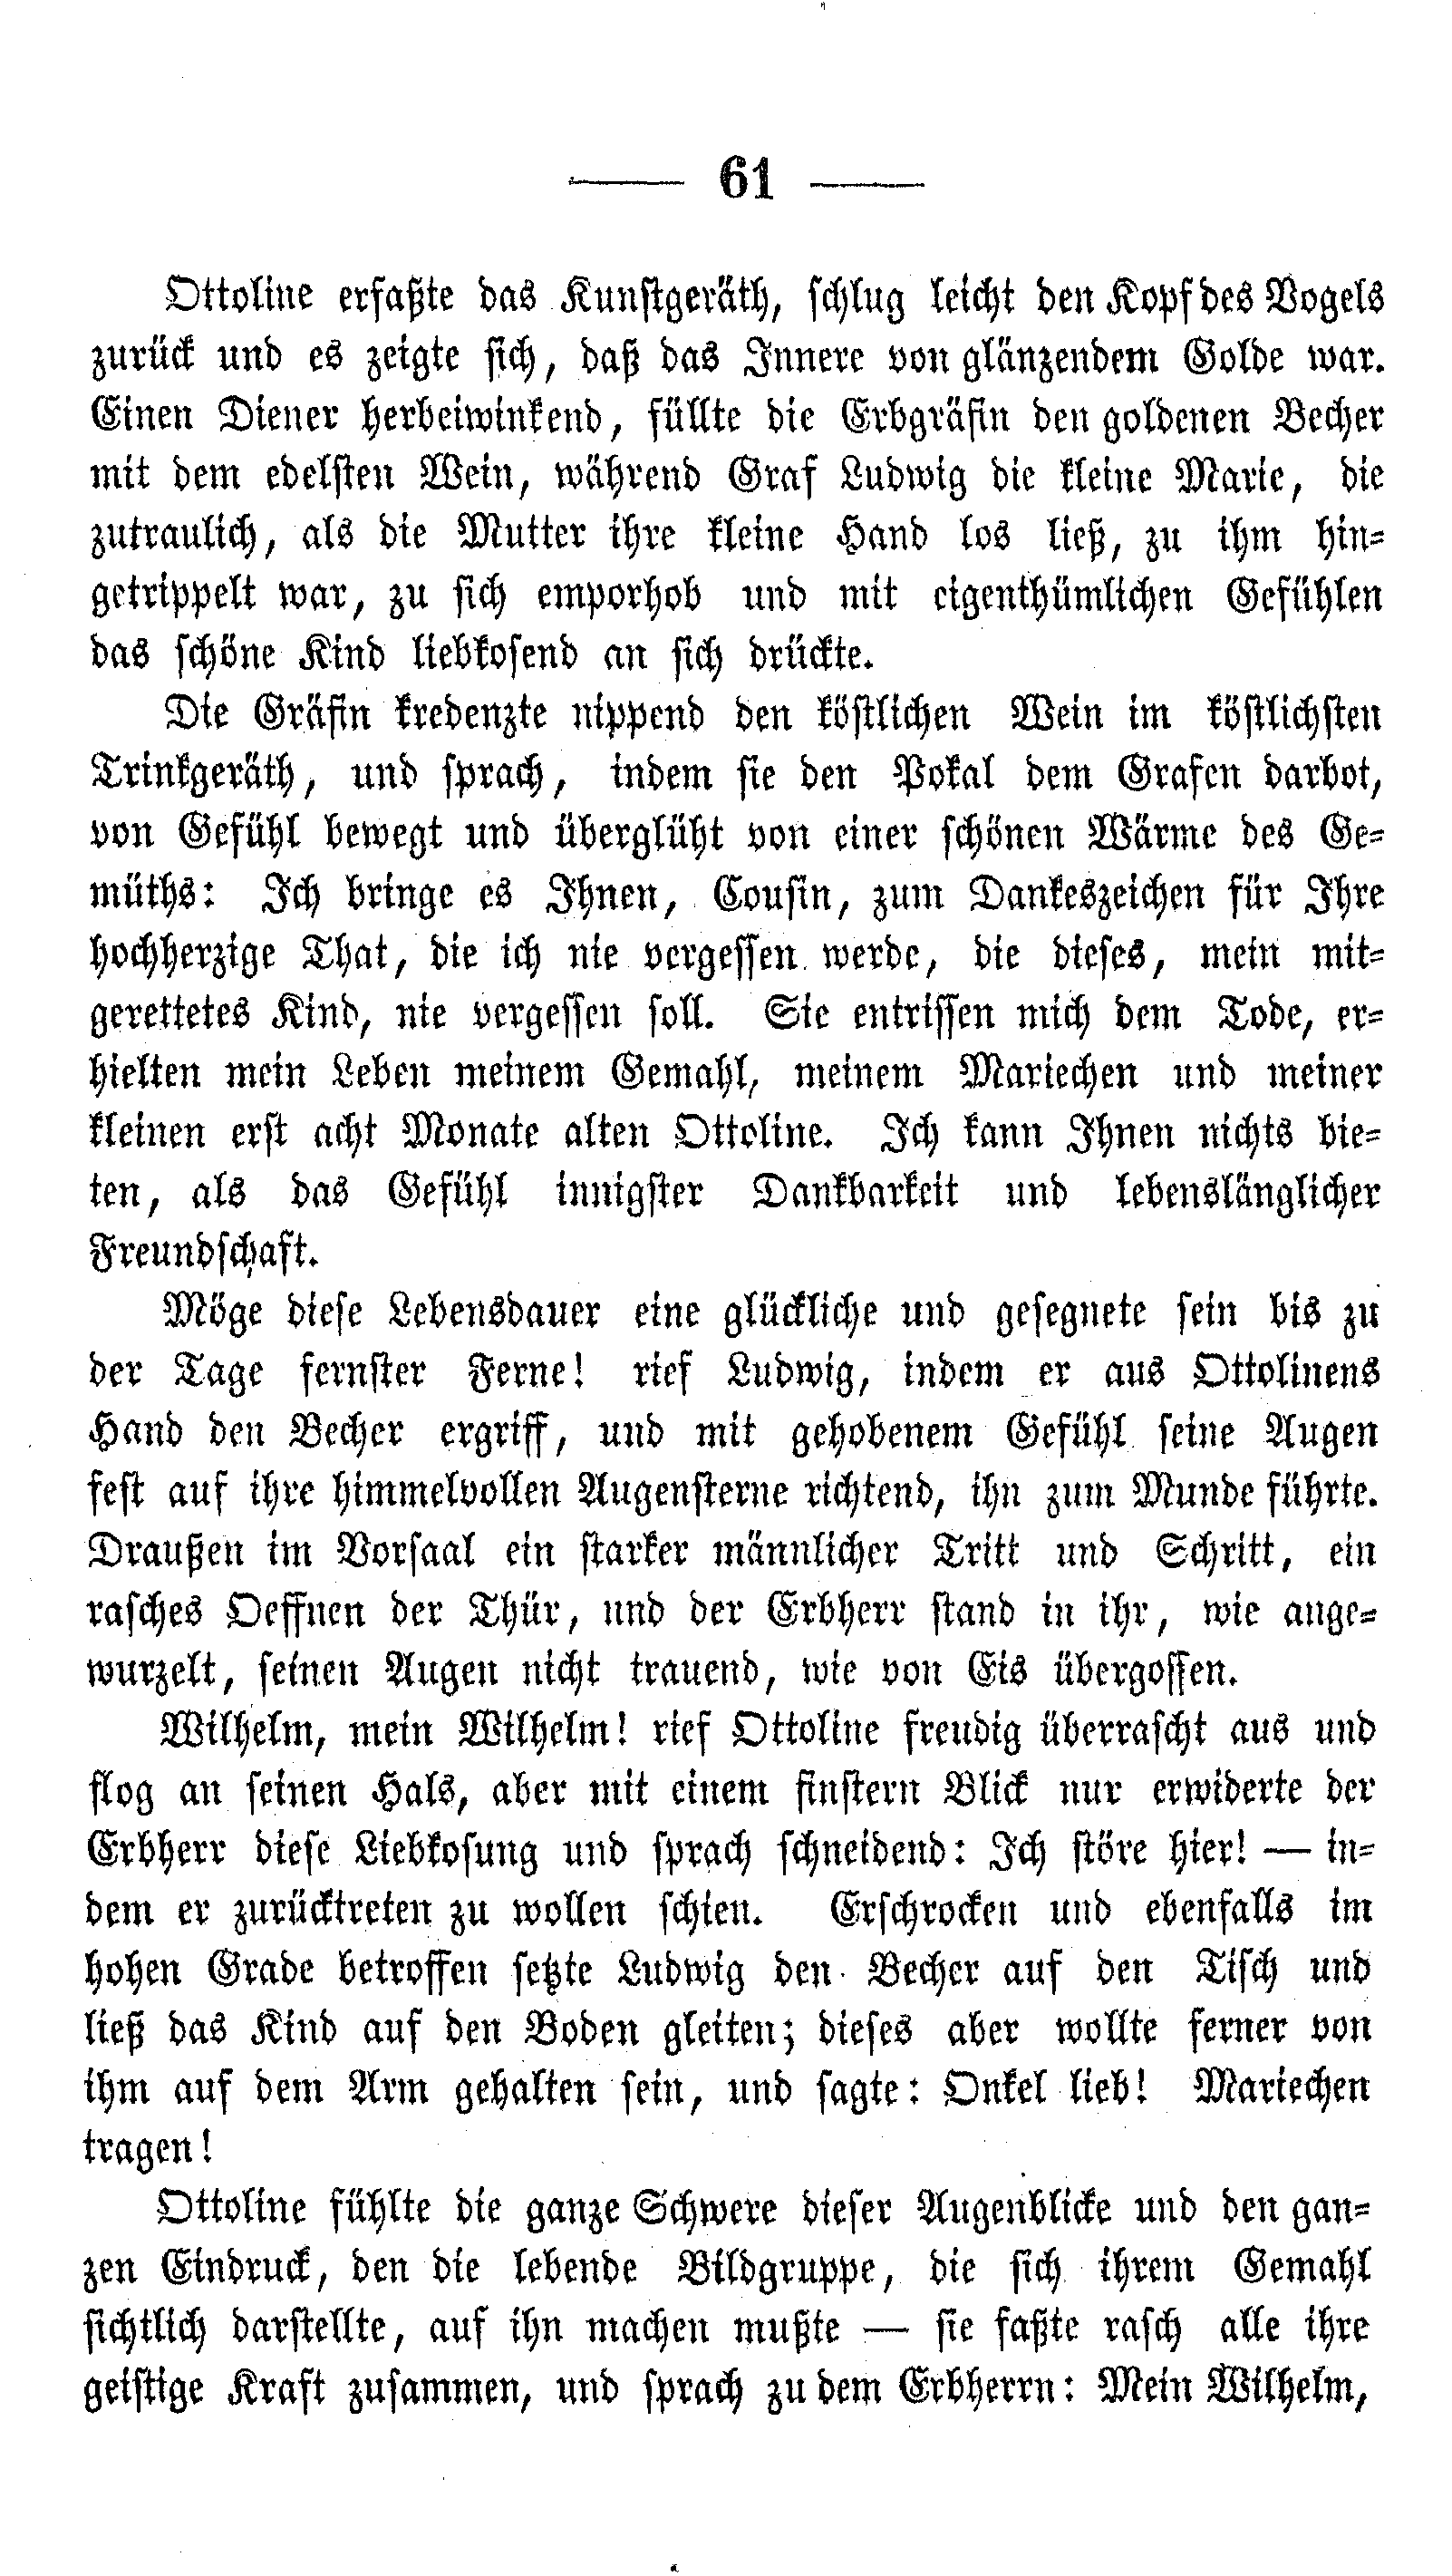 — 61 —
Ottoline erfaßte das Kunstgeräth, schlug leicht den Kopf des Vogels
zurück und es zeigte sich, daß das Innere von glänzendem Golde war.
Einen Diener herbeiwinkend, füllte die Erbgräfin den goldenen Becher
mit dem edelsten Wein, während Graf Ludwig die kleine Marie, die
zutraulich, als die Mutter ihre kleine Hand los ließ, zu ihm hin-
getrippelt war, zu sich emporhob und mit eigenthümlichen Gefühlen
das schöne Kind liebkosend an sich drückte.
Die Gräfin kredenzte nippend den köstlichen Wein im köstlichsten
Trinkgeräth, und sprach, indem sie den Pokal dem Grafen darbot,
von Gefühl bewegt und überglüht von einer schönen Wärme des Ge-
müths: Ich bringe es Ihnen, Cousin, zum Dankeszeichen für Ihre
hochherzige That, die ich nie vergessen werde, die dieses, mein mit-
gerettetes Kind, nie vergessen soll. Sie entrissen mich dem Tode, er-
hielten mein Leben meinem Gemahl, meinem Mariechen und meiner
kleinen erst acht Monate alten Ottoline. Ich kann Ihnen nichts bie-
ten, als das Gefühl innigster Dankbarkeit und lebenslänglicher
Freundschaft.
Möge diese Lebensdauer eine glückliche und gesegnete sein bis zu
der Tage fernster Ferne! rief Ludwig, indem er aus Ottolinens
Hand den Becher ergriff, und mit gehobenem Gefühl seine Augen
fest auf ihre himmelvollen Augensterne richtend, ihn zum Munde führte.
Draußen im Vorsaal ein starker männlicher Tritt und Schritt, ein
rasches Oeffnen der Thür, und der Erbherr stand in ihr, wie ange-
wurzelt, seinen Augen nicht trauend, wie von Eis übergossen.
Wilhelm, mein Wilhelm! rief Ottoline freudig überrascht aus und
flog an seinen Hals, aber mit einem finstern Blick nur erwiderte der
Erbherr diese Liebkosung und sprach schneidend: Ich störe hier! — in-
dem er zurücktreten zu wollen schien. Erschrocken und ebenfalls im
hohen Grade betroffen setzte Ludwig den Becher auf den Tisch und
ließ das Kind auf den Boden gleiten; dieses aber wollte ferner von
ihm auf dem Arm gehalten sein, und sagte: Onkel lieb! Mariechen
tragen!
Ottoline fühlte die ganze Schwere dieser Augenblicke und den gan-
zen Eindruck, den die lebende Bildgruppe, die sich ihrem Gemahl
sichtlich darstellte, auf ihn machen mußte — sie faßte rasch alle ihre
geistige Kraft zusammen, und sprach zu dem Erbherrn: Mein Wilhelm,